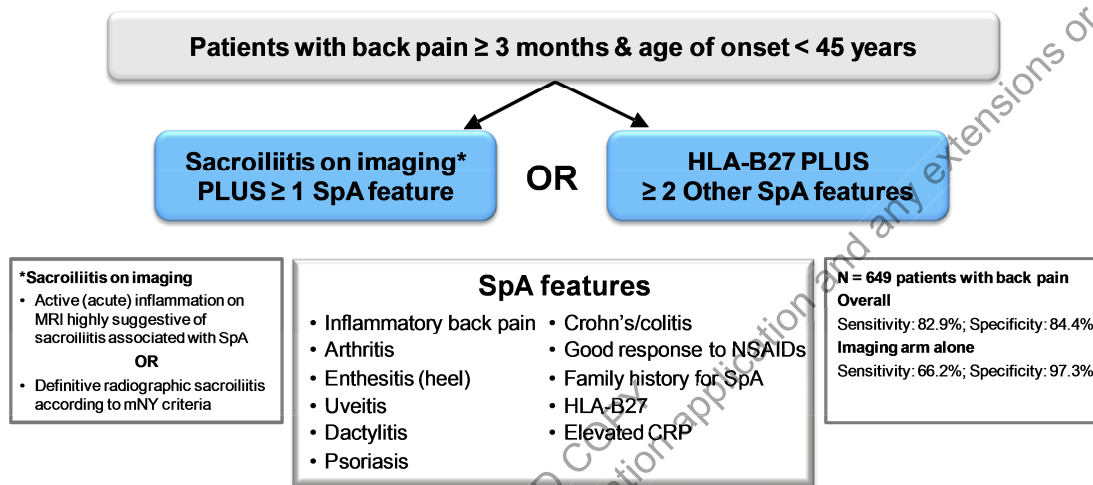 Patients with back pain ≥ 3 months & age of onset < 45 years
Sacroiliitis on imaging*
PLUS ≥ 1 SpA feature
OR
HLA-B27 PLUS
≥ 2 Other SpA features
*Sacroiliitis on imaging
• Active (acute) inflammation on
MRI highly suggestive of
sacroiliitis associated with SpA
OR
• Definitive radiographic sacroiliitis
according to mNY criteria
SpA features
• Inflammatory back pain
• Arthritis
• Enthesitis (heel)
• Uveitis
• Dactylitis
• Psoriasis
• Crohn's/colitis
• Good response to NSAIDs
• Family history for SpA
• HLA-B27
• Elevated CRP
N = 649 patients with back pain
Overall
Sensitivity: 82.9%; Specificity: 84.4%
Imaging arm alone
Sensitivity: 66.2%; Specificity: 97.3%
COPY
application and any extensions or